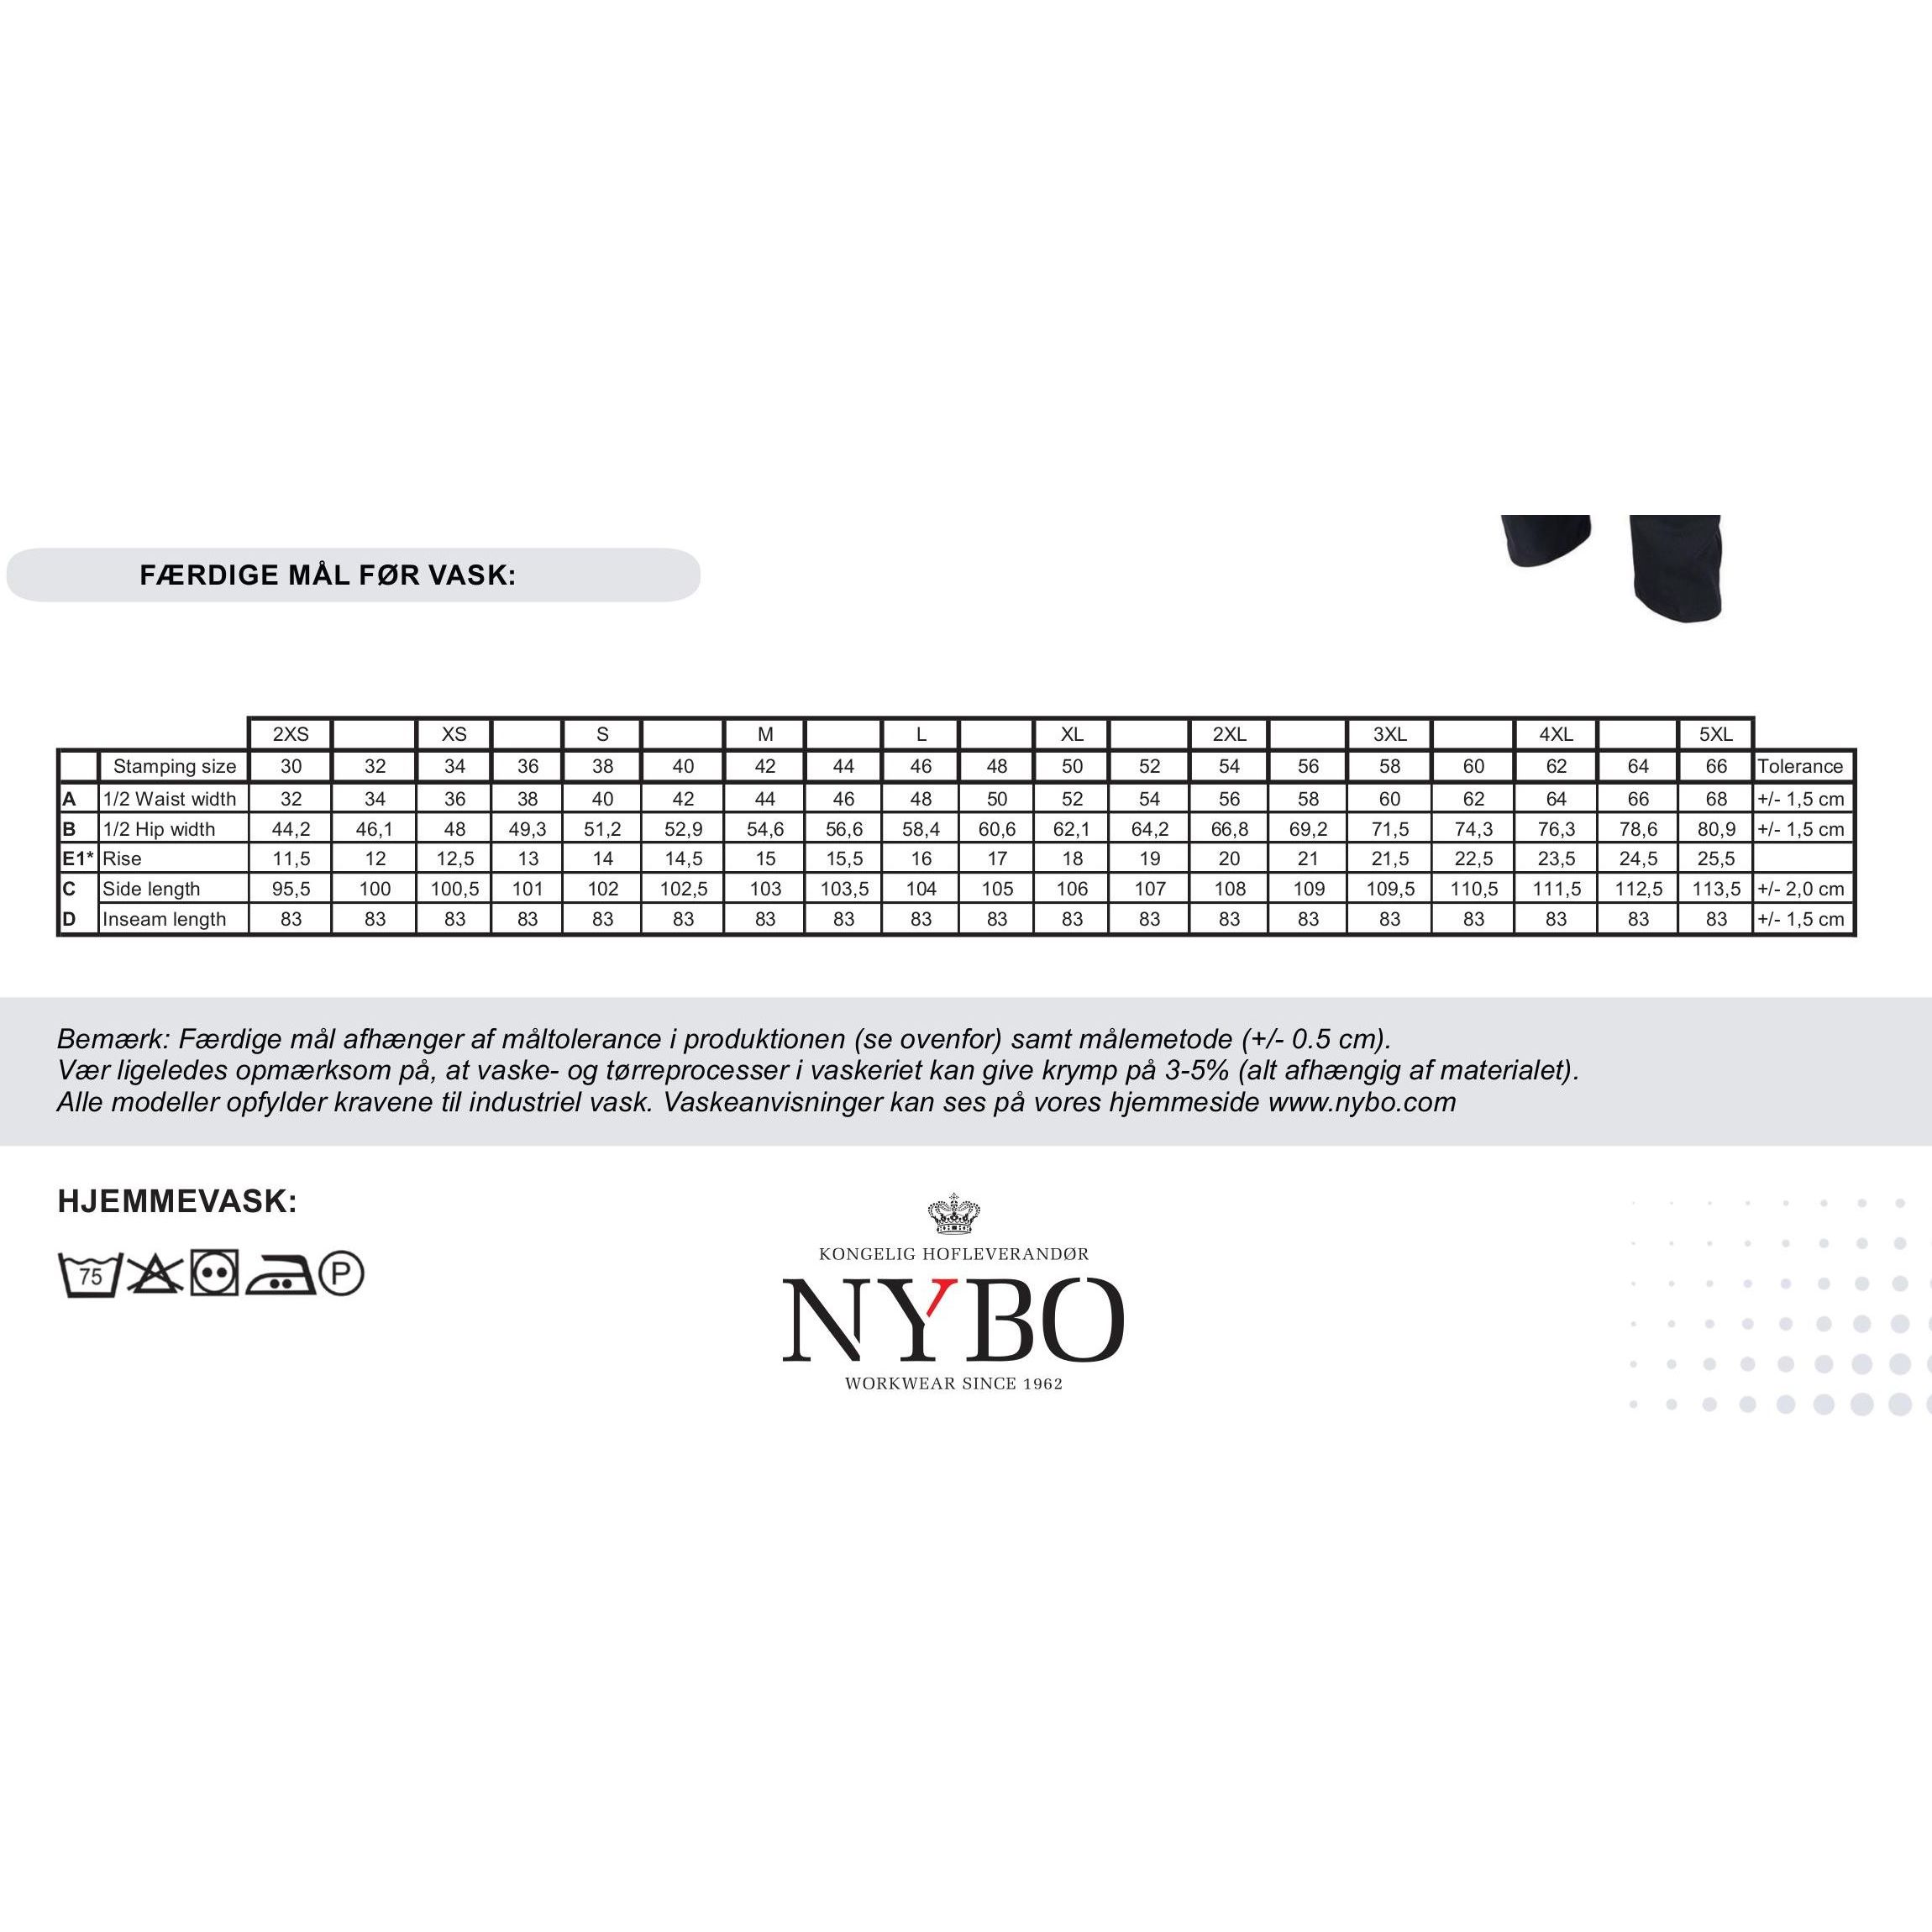 FÆRDIGE MÅL FØR VASK:
2XS XS S M L XL 2XL 3XL 4XL 5XL
Stamping size 30 32 34 36 38 40 42 44 46 48 50 52 54 56 58 60 62 64 66 Tolerance
A 1/2 Waist width 32 34 36 38 40 42 44 46 48 50 52 54 56 58 60 62 64 66 68 +/- 1,5 cm
B 1/2 Hip width 44,2 46,1 48 49,3 51,2 52,9 54,6 56,6 58,4 60,6 62,1 64,2 66,8 69,2 71,5 74,3 76,3 78,6 80,9 +/- 1,5 cm
E1* Rise 11,5 12 12,5 13 14 14,5 15 15,5 16 17 18 19 20 21 21,5 22,5 23,5 24,5 25,5
C Side length 95,5 100 100,5 101 102 102,5 103 103,5 104 105 106 107 108 109 109,5 110,5 111,5 112,5 113,5 +/- 2,0 cm
D Inseam length 83 83 83 83 83 83 83 83 83 83 83 83 83 83 83 83 83 83 83 +/- 1,5 cm
Bemærk: Færdige mål afhænger af måltolerance i produktionen (se ovenfor) samt målemetode (+/- 0.5 cm).
Vær ligeledes opmærksom på, at vaske- og tørreprocesser i vaskeriet kan give krymp på 3-5% (alt afhængig af materialet).
Alle modeller opfylder kravene til industriel vask. Vaskeanvisninger kan ses på vores hjemmeside www.nybo.com
HJEMMEVASK:
75 P
KONGELIG HOFLEVERANDØR
NYBO
WORKWEAR SINCE 1962